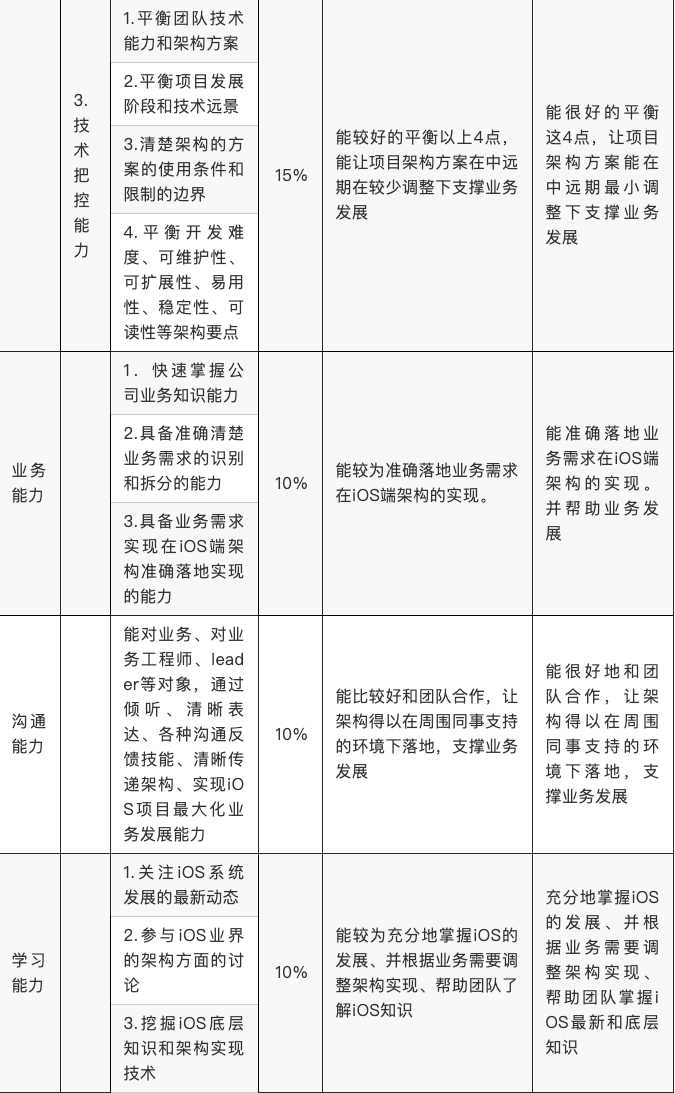 3.
技
术
把
控
能
力
1.平衡团队技术
能力和架构方案
2.平衡项目发展
阶段和技术远景
3.清楚架构的方
案的使用条件和
限制的边界
4.平衡开发难
度、可维护性、
可扩展性、易用
性、稳定性、可
读性等架构要点
15%
能较好的平衡以上4点，
能让项目架构方案在中远
期在较少调整下支撑业务
发展
能很好的平衡
这4点，让项目
架构方案能在
中远期最小调
整下支撑业务
发展
业务
能力
1. 快速掌握公
司业务知识能力
2.具备准确清楚
业务需求的识别
和拆分的能力
3.具备业务需求
实现在iOS端架
构准确落地实现
的能力
10%
能较为准确落地业务需求
在iOS端架构的实现。
能准确落地业
务需求在iOS端
架构的实现。
并帮助业务发
展
沟通
能力
能对业务、对业
务工程师、lead
er等对象，通过
倾听、清晰表
达、各种沟通反
馈技能、清晰传
递架构、实现iO
S项目最大化业
务发展能力
10%
能比较好和团队合作，让
架构得以在周围同事支持
的环境下落地，支撑业务
发展
能很好地和团
队合作，让架
构得以在周围
同事支持的环
境下落地，支
撑业务发展
学习
能力
1.关注iOS系统
发展的最新动态
2.参与iOS业界
的架构方面的讨
论
3.挖掘iOS底层
知识和架构实现
技术
10%
能较为充分地掌握iOS的
发展、并根据业务需要调
整架构实现、帮助团队了
解iOS知识
充分地掌握iOS
的发展、并根
据业务需要调
整架构实现、
帮助团队掌握i
OS最新和底层
知识